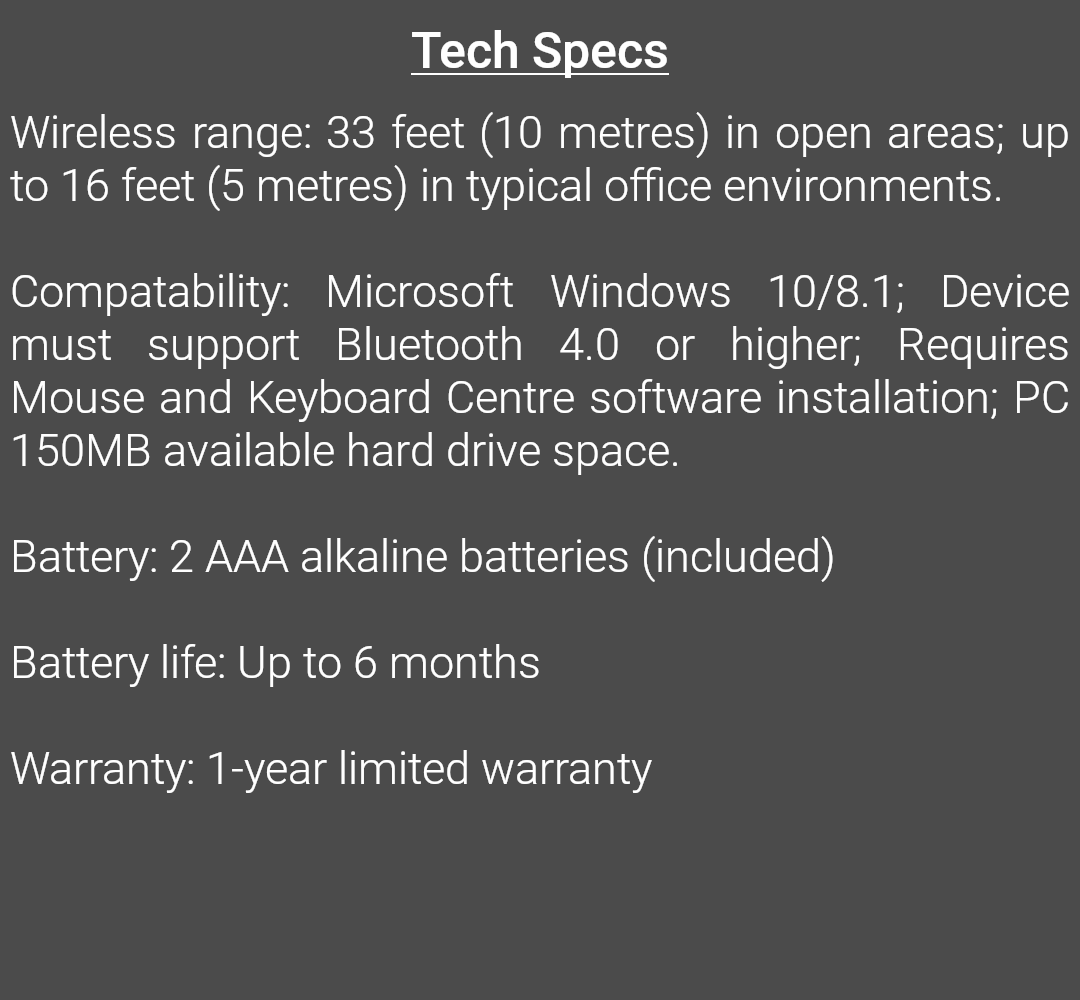 Tech Specs
Wireless range: 33 feet (10 metres) in open areas; up
to 16 feet (5 metres) in typical office environments.
Compatability: Microsoft Windows 10/8.1; Device
must support Bluetooth 4.0 or higher; Requires
Mouse and Keyboard Centre software installation; PC
150MB available hard drive space.
Battery: 2 AAA alkaline batteries (included)
Battery life: Up to 6 months
Warranty: 1-year limited warranty